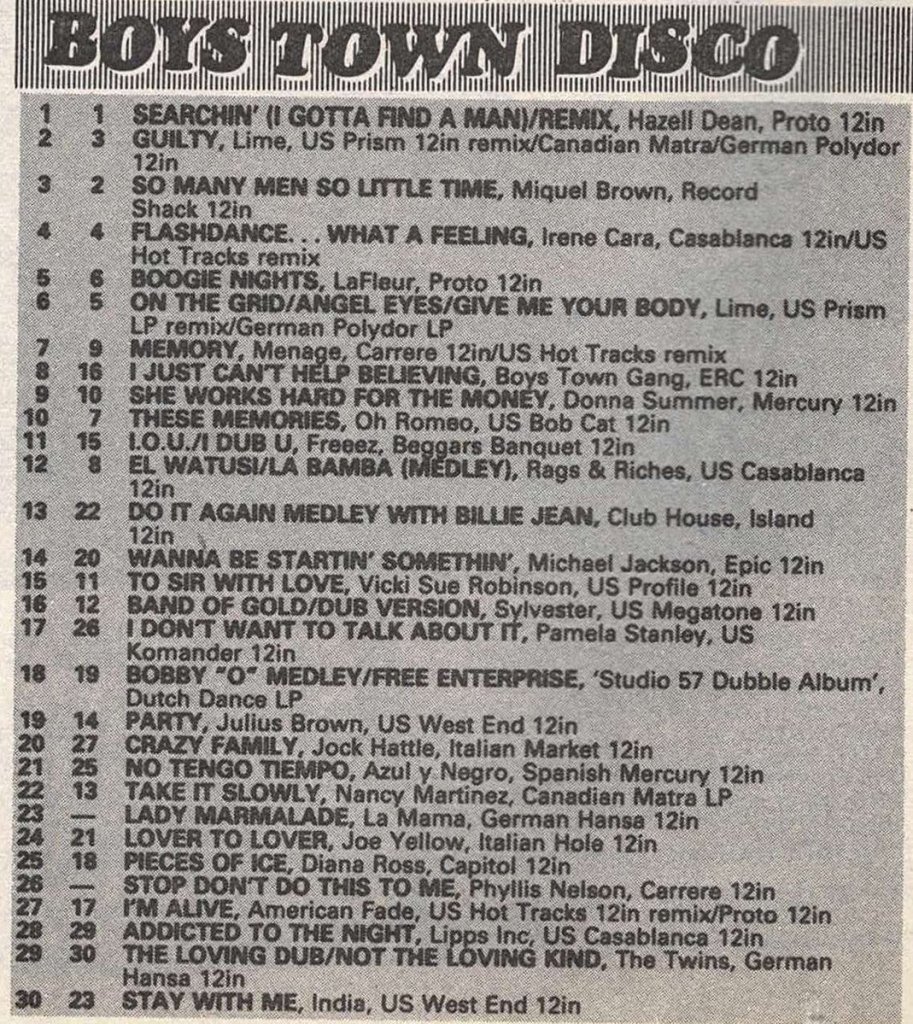 BOYS TOWN DISCO
1 1 SEARCHIN' (I GOTTA FIND A MAN)/REMIX, Hazell Dean, Proto 12in
2 3 GUILTY, Lime, US Prism 12in remix/Canadian Matra/German Polydor
12in
3 2 SO MANY MEN SO LITTLE TIME, Miquel Brown, Record
Shack 12in
4 4 FLASHDANCE... WHAT A FEELING, Irene Cara, Casablanca 12in/US
Hot Tracks remix
5 6 BOOGIE NIGHTS, LaFleur, Proto 12in
6 5 ON THE GRID/ANGEL EYES/GIVE ME YOUR BODY, Lime, US Prism
LP remix/German Polydor LP
7 9 MEMORY, Menage, Carrere 12in/US Hot Tracks remix
8 16 I JUST CAN'T HELP BELIEVING, Boys Town Gang, ERC 12in
9 10 SHE WORKS HARD FOR THE MONEY, Donna Summer, Mercury 12in
10 7 THESE MEMORIES, Oh Romeo, US Bob Cat 12in
11 15 I.O.U./I DUB U, Freeez, Beggars Banquet 12in
12 8 EL WATUSI/LA BAMBA (MEDLEY), Rags & Riches, US Casablanca
12in
13 22 DO IT AGAIN MEDLEY WITH BILLIE JEAN, Club House, Island
12in
14 20 WANNA BE STARTIN' SOMETHIN', Michael Jackson, Epic 12in
15 11 TO SIR WITH LOVE, Vicki Sue Robinson, US Profile 12in
16 12 BAND OF GOLD/DUB VERSION, Sylvester, US Megatone 12in
17 26 I DON'T WANT TO TALK ABOUT IT, Pamela Stanley, US
Komander 12in
18 19 BOBBY "O" MEDLEY/FREE ENTERPRISE, 'Studio 57 Dubble Album',
Dutch Dance LP
19 14 PARTY, Julius Brown, US West End 12in
20 27 CRAZY FAMILY, Jock Hattle, Italian Market 12in
21 25 NO TENGO TIEMPO, Azul y Negro, Spanish Mercury 12in
22 13 TAKE IT SLOWLY, Nancy Martinez, Canadian Matra LP
23 — LADY MARMALADE, La Mama, German Hansa 12in
24 21 LOVER TO LOVER, Joe Yellow, Italian Hole 12in
25 18 PIECES OF ICE, Diana Ross, Capitol 12in
26 — STOP DON'T DO THIS TO ME, Phyllis Nelson, Carrere 12in
27 17 I'M ALIVE, American Fade, US Hot Tracks 12in remix/Proto 12in
28 29 ADDICTED TO THE NIGHT, Lipps Inc, US Casablanca 12in
29 30 THE LOVING DUB/NOT THE LOVING KIND, The Twins, German
Hansa 12in
30 23 STAY WITH ME, India, US West End 12in